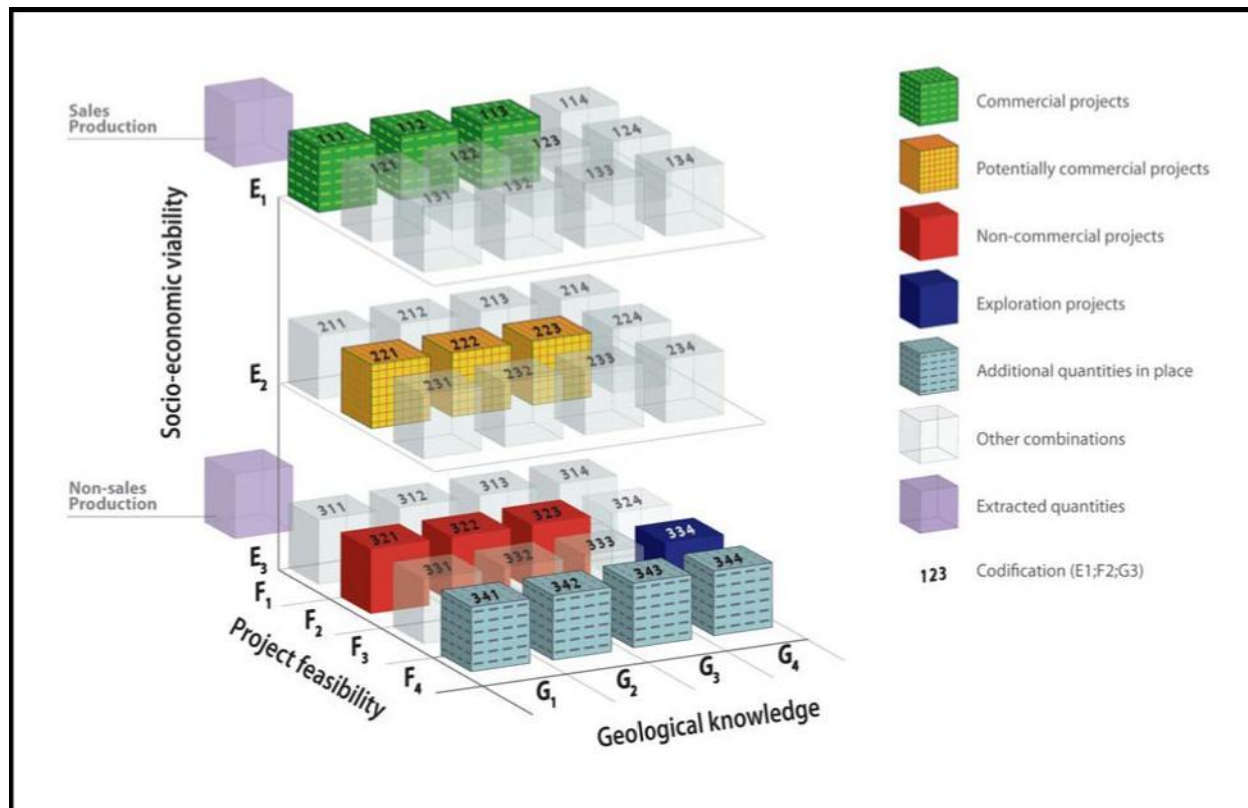 Sales
Production
Socio-economic viability
E1
111
112
113
114
121
122
123
124
131
132
133
134
E2
211
212
213
214
221
222
223
224
231
232
233
234
Non-sales
Production
E3
311
312
313
314
321
322
323
324
331
332
333
334
341
342
343
344
F1
F2
F3
F4
Project feasibility
G1
G2
G3
G4
Geological knowledge
Commercial projects
Potentially commercial projects
Non-commercial projects
Exploration projects
Additional quantities in place
Other combinations
Extracted quantities
123 Codification (E1;F2;G3)